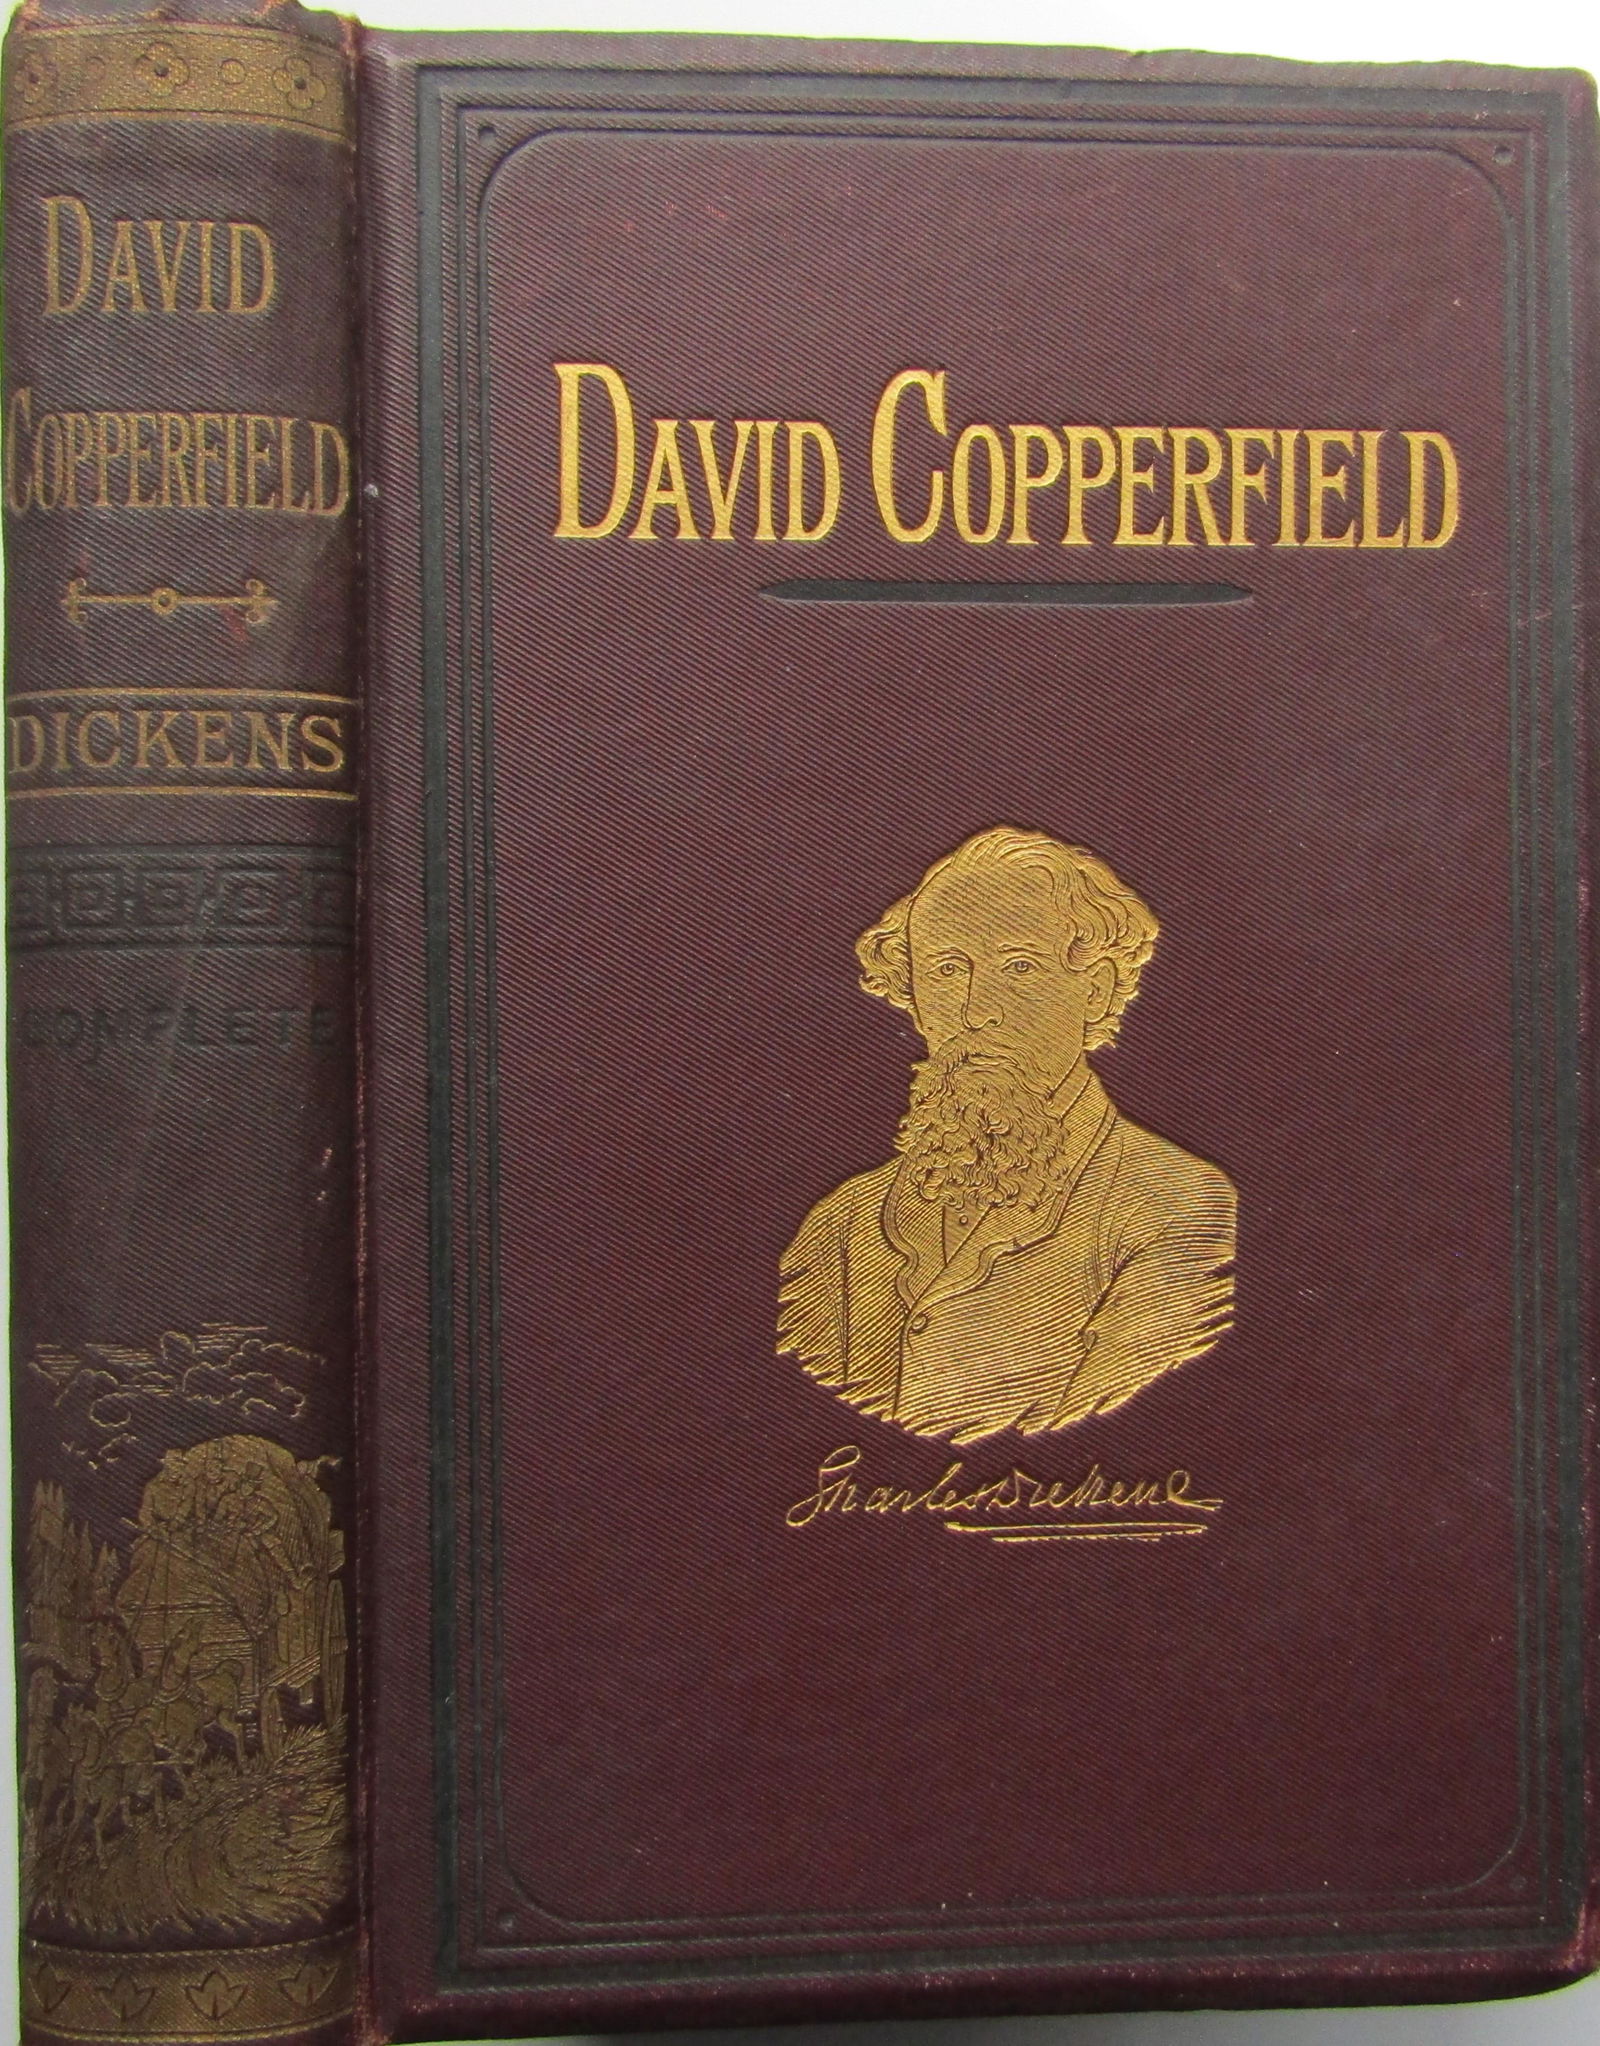 DAVID
COPPERFIELD
DICKENS
COMPLETE
DAVID COPPERFIELD
Charles Dickens